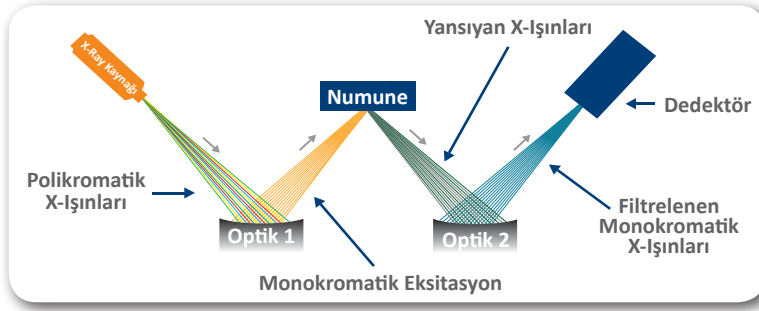 X-Ray Kaynağı
Yansıyan X-Işınları
Numune
Dedektör
Polikromatik
X-Işınları
Optik 1
Optik 2
Filtrelenen
Monokromatik
X-Işınları
Monokromatik Eksitasyon